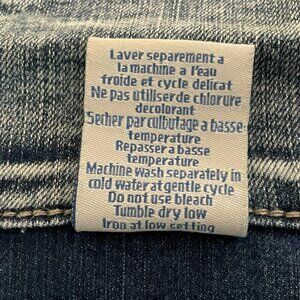 Laver separement a
la machine a l'eau
froide et cycle delicat
Ne pas utiliser de chlorure
decolorant
Secher par culbutage a basse
temperature
Repasser a basse
temperature
Machine wash separately in
cold water at gentle cycle
Do not use bleach
Tumble dry low
Iron at low setting